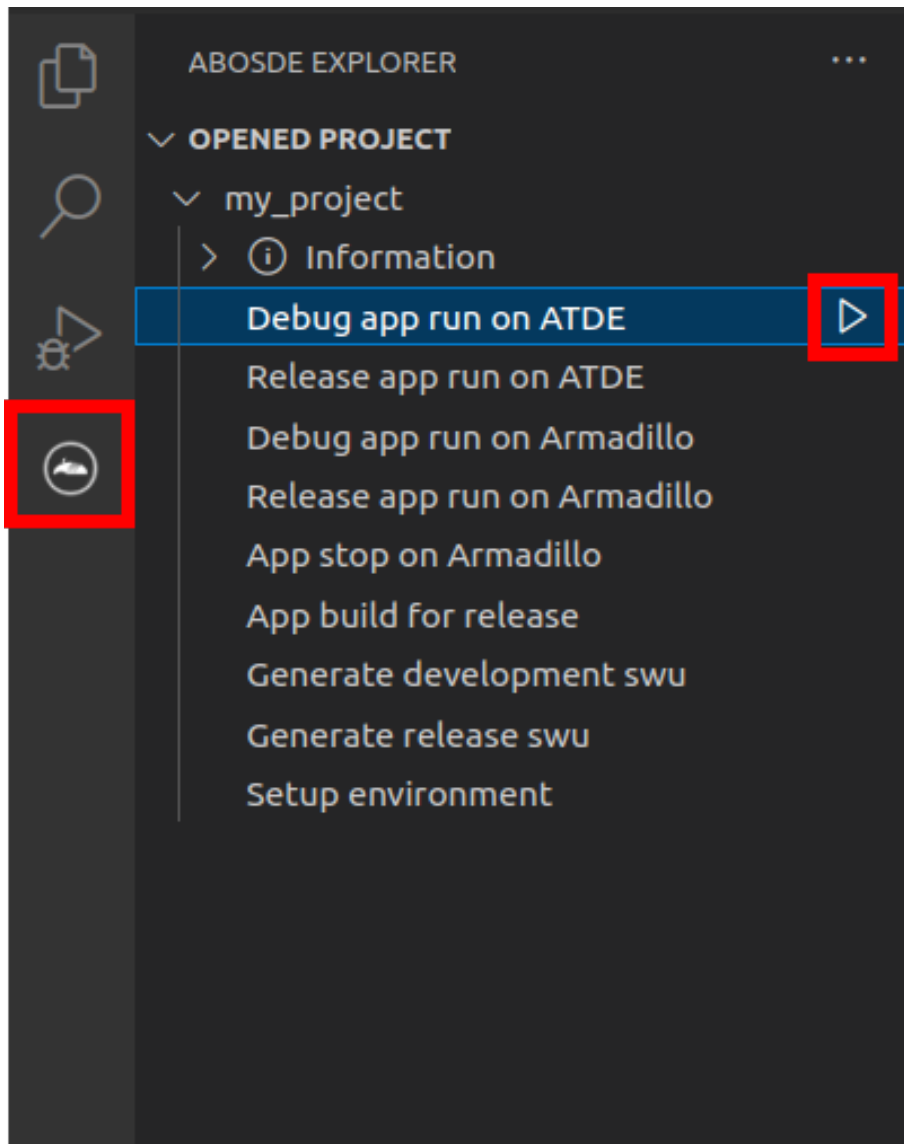 ABOSDE EXPLORER
OPENED PROJECT
my_project
Information
Debug app run on ATDE
Release app run on ATDE
Debug app run on Armadillo
Release app run on Armadillo
App stop on Armadillo
App build for release
Generate development swu
Generate release swu
Setup environment